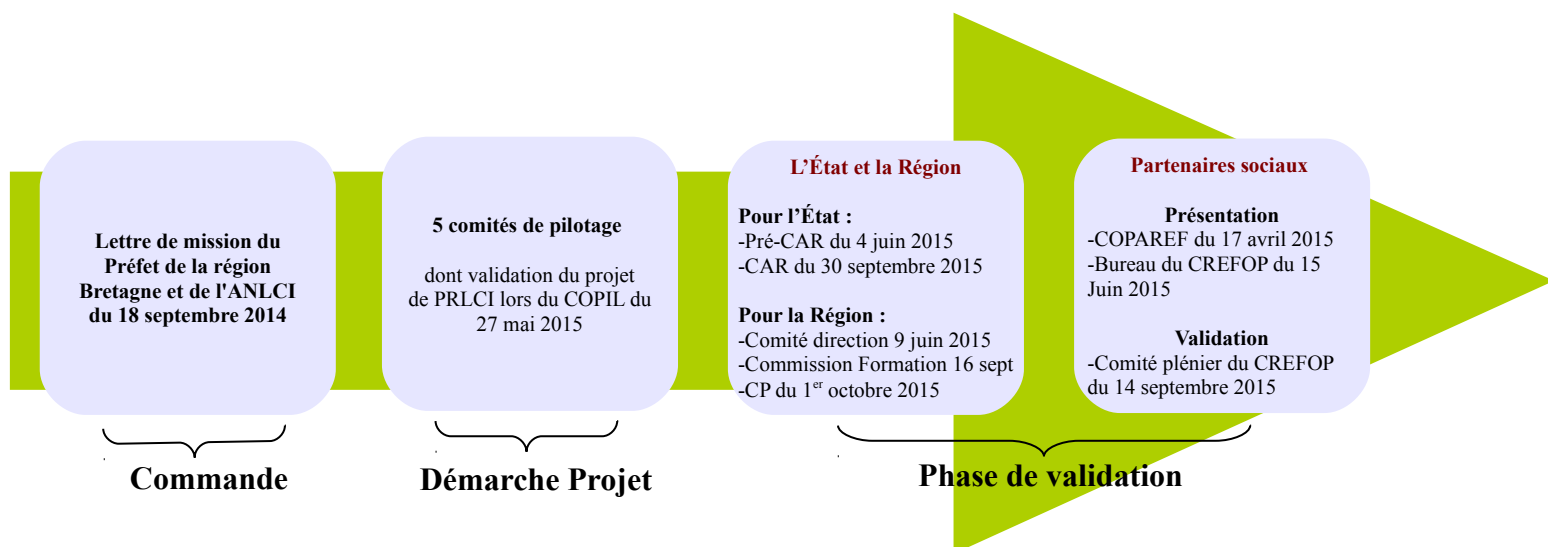 Lettre de mission du
Préfet de la région
Bretagne et de l'ANLCI
du 18 septembre 2014
Commande
5 comités de pilotage
dont validation du projet
de PRLCI lors du COPIL du
27 mai 2015
Démarche Projet
L’État et la Région
Pour l’État :
-Pré-CAR du 4 juin 2015
-CAR du 30 septembre 2015
Pour la Région :
-Comité direction 9 juin 2015
-Commission Formation 16 sept
-CP du 1er octobre 2015
Partenaires sociaux
Présentation
-COPAREF du 17 avril 2015
-Bureau du CREFOP du 15
Juin 2015
Validation
-Comité plénier du CREFOP
du 14 septembre 2015
Phase de validation